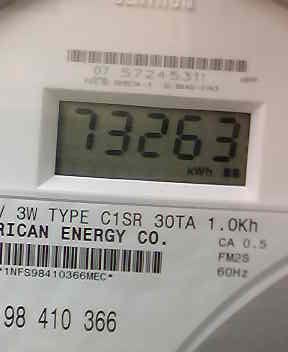 CENTRON
07 57245311
73263
kWh
V 3W TYPE C1SR 30TA 1.0Kh
RICAN ENERGY CO.
CA 0.5
FM2S
60Hz
*1NFS98410366MEC*
98 410 366